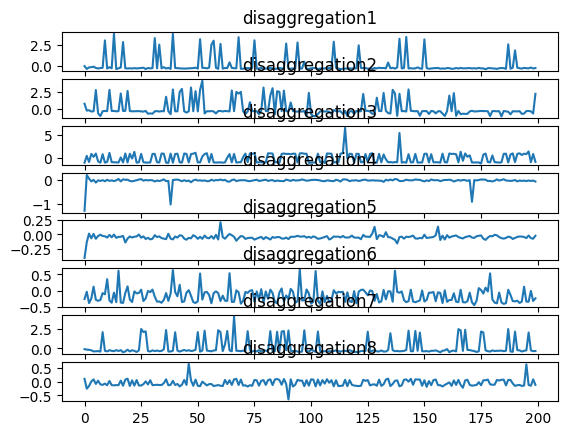 disaggregation1
2.5
0.0
disaggregation2
2.5
0.0
disaggregation3
5
0
disaggregation4
0
−1
disaggregation5
0.25
0.00
−0.25
disaggregation6
0.5
0.0
−0.5
disaggregation7
2.5
0.0
disaggregation8
0.5
0.0
−0.5
0 25 50 75 100 125 150 175 200